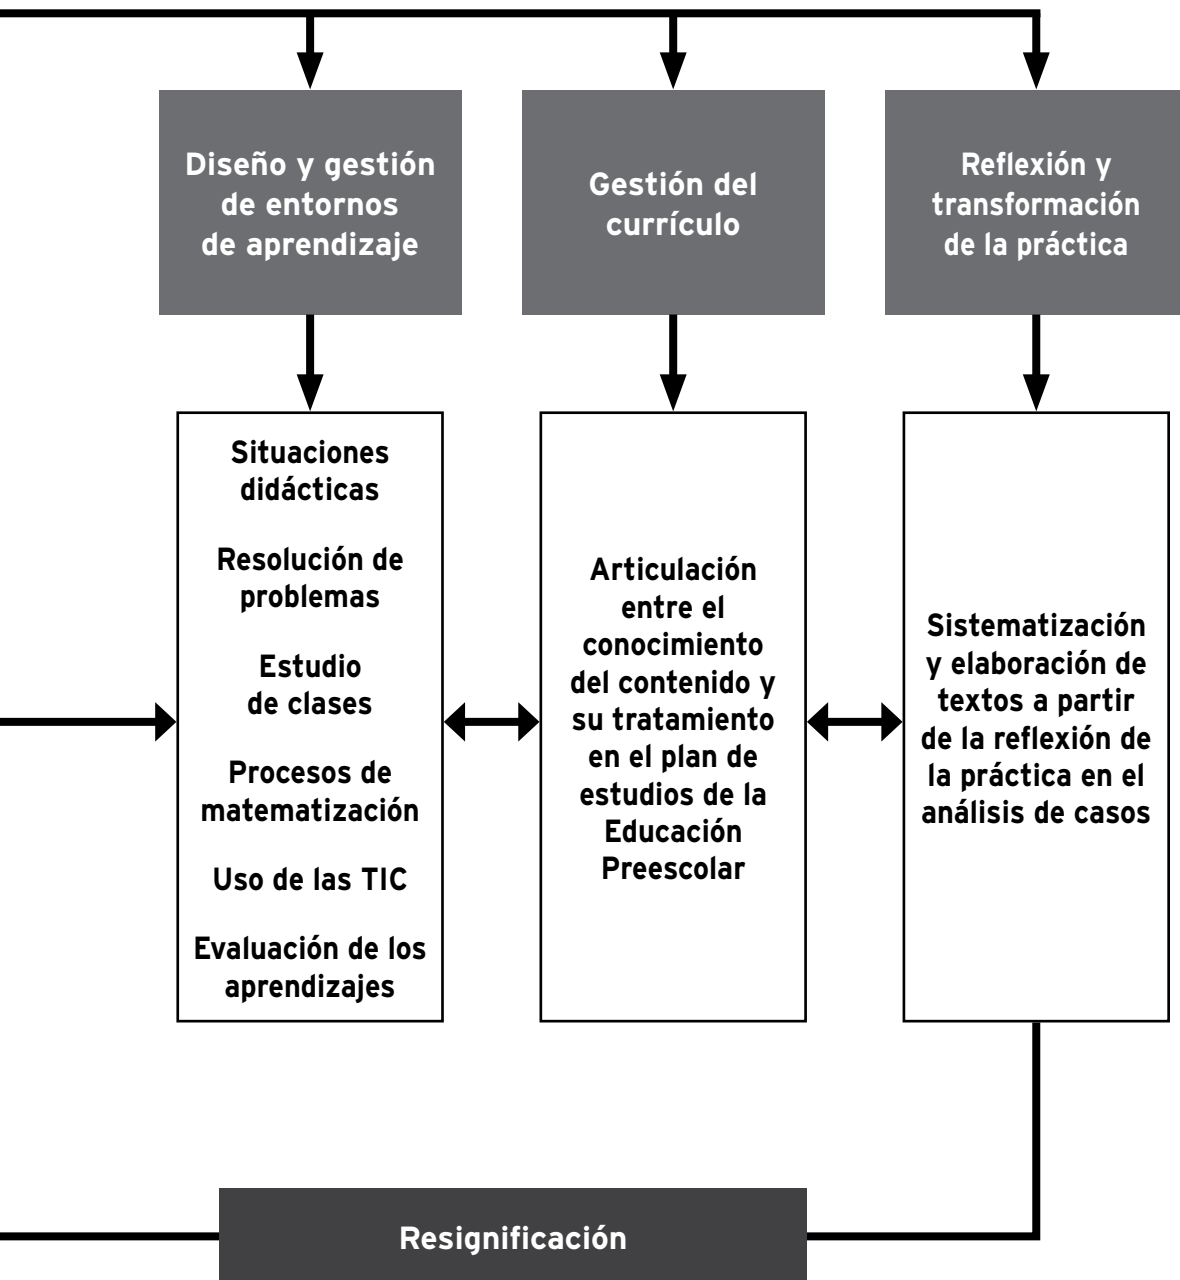 Diseño y gestión
de entornos
de aprendizaje
Gestión del
currículo
Reflexión y
transformación
de la práctica
Situaciones
didácticas
Resolución de
problemas
Estudio
de clases
Procesos de
matematización
Uso de las TIC
Evaluación de los
aprendizajes
Articulación
entre el
conocimiento
del contenido y
su tratamiento
en el plan de
estudios de la
Educación
Preescolar
Sistematización
y elaboración de
textos a partir
de la reflexión de
la práctica en el
análisis de casos
Resignificación